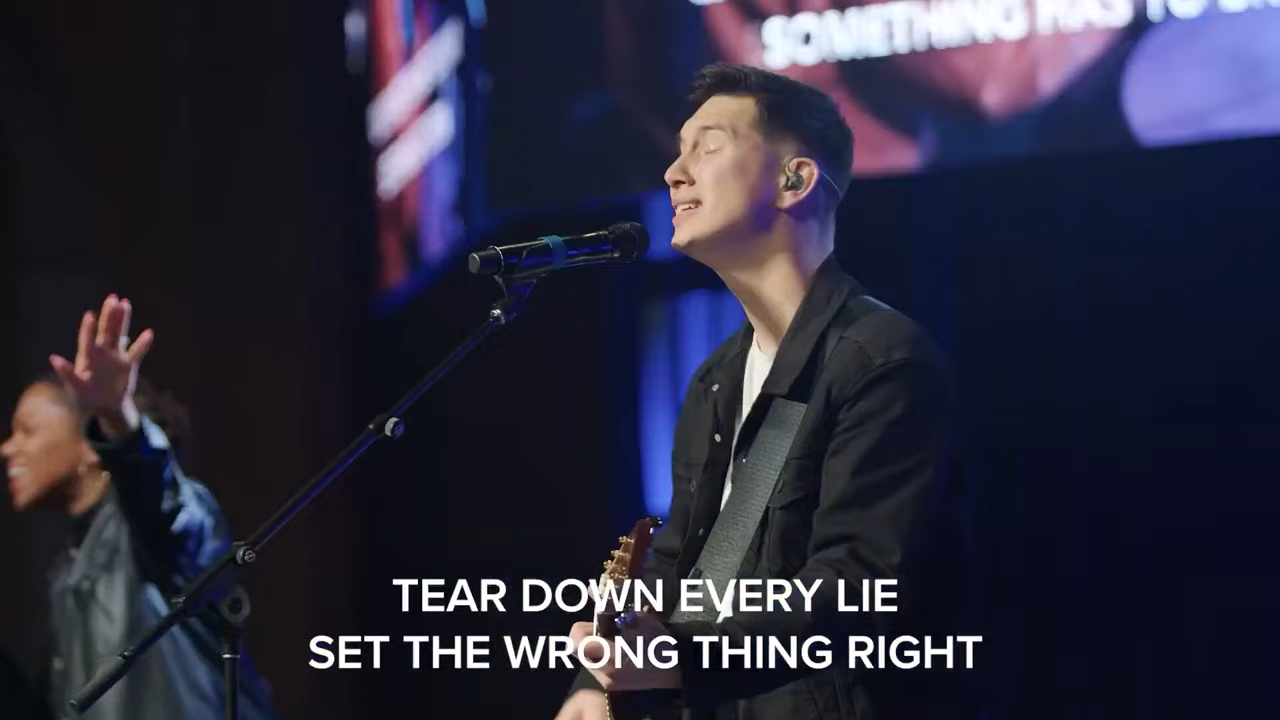 SOMETHING HAS TO
TEAR DOWN EVERY LIE
SET THE WRONG THING RIGHT